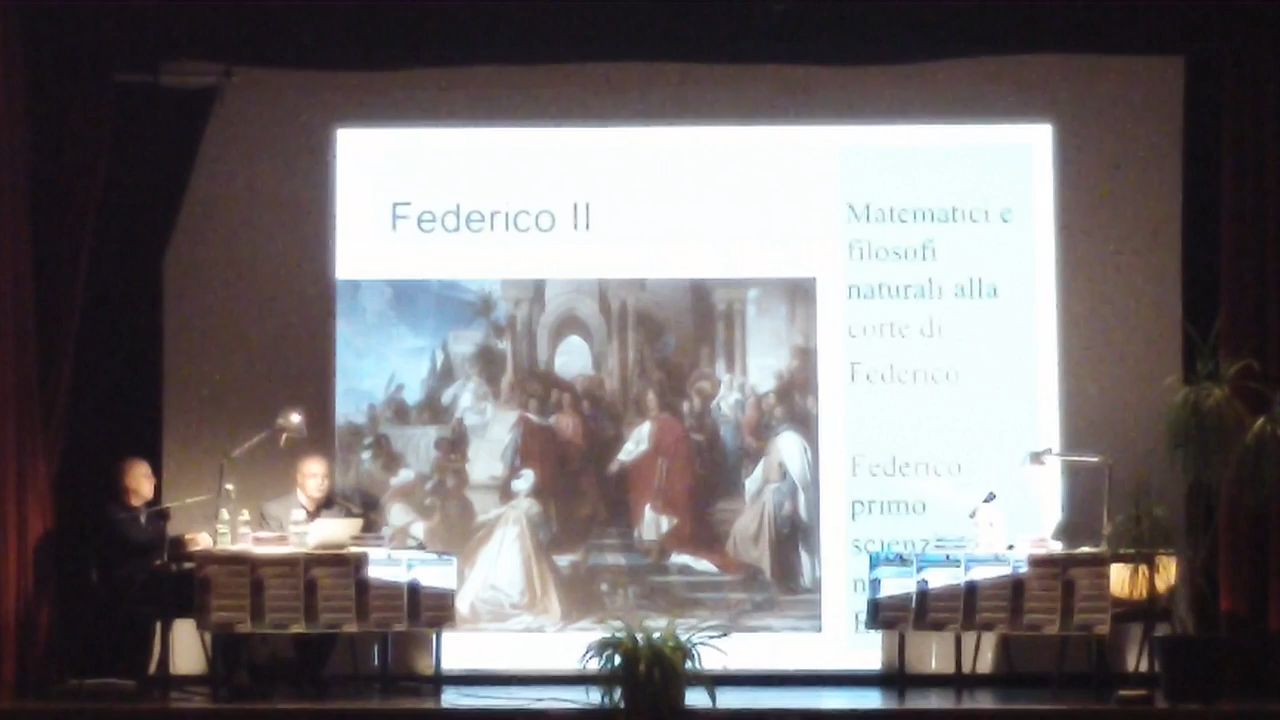 Federico II
Matematici e
filosofi
naturali alla
corte di
Federico
Federico
primo